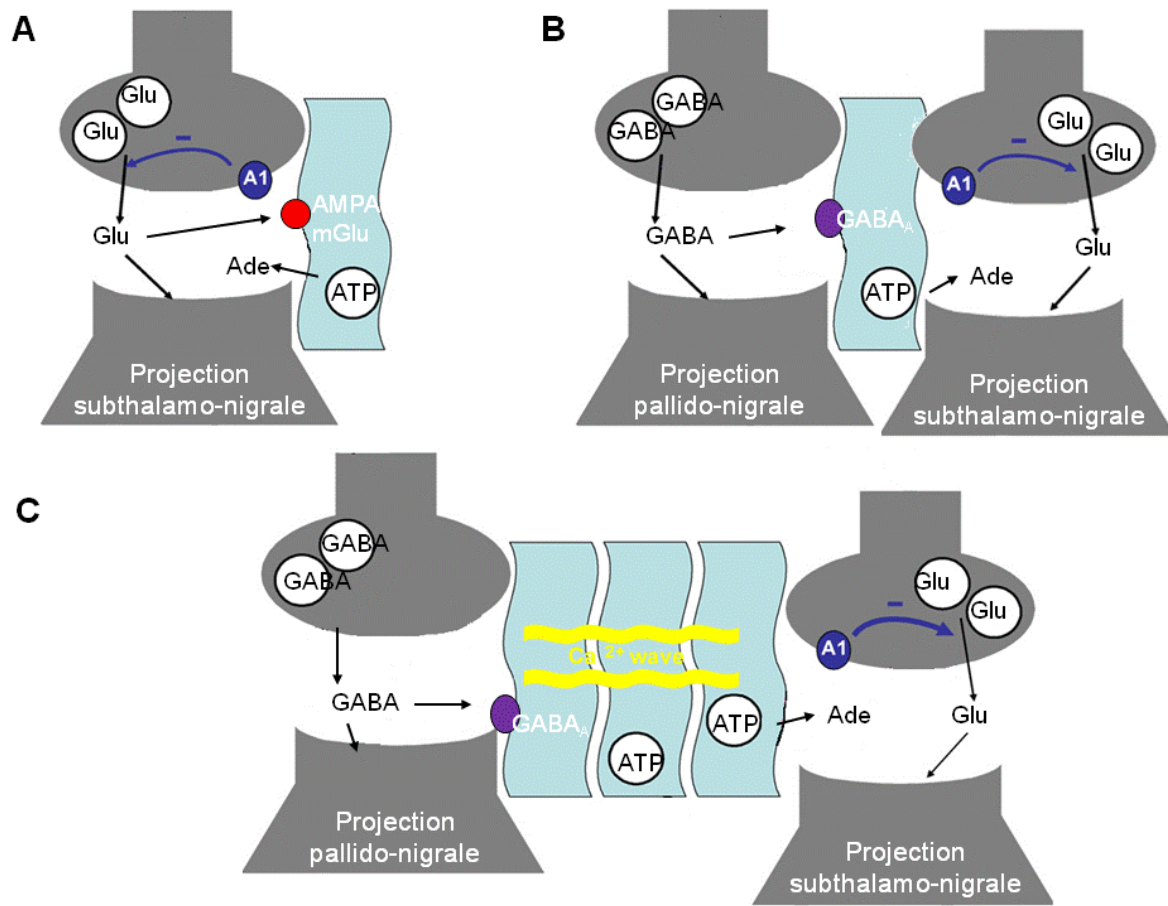 A
Glu
Glu
–
A1
AMPA
mGlu
Glu
Ade
ATP
Projection
subthalamo-nigrale
B
GABA
GABA
GABA
GABAA
ATP
Projection
pallido-nigrale
Glu
Glu
–
A1
Glu
Ade
Projection
subthalamo-nigrale
C
GABA
GABA
GABA
GABAA
Ca 2+ wave
ATP
ATP
Projection
pallido-nigrale
Glu
Glu
–
A1
Ade
Glu
Projection
subthalamo-nigrale